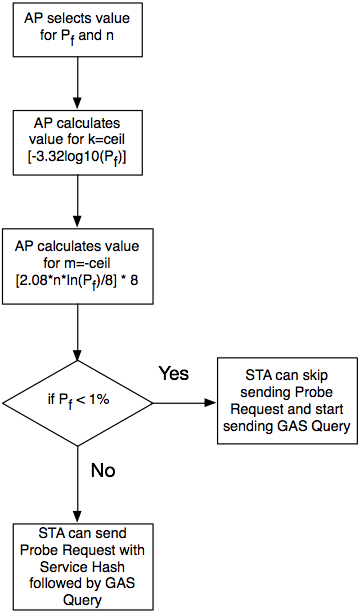 AP selects value
for Pf and n
AP calculates
value for k=ceil
[-3.32log10(Pf)]
AP calculates value
for m=-ceil
[2.08*n*ln(Pf)/8] * 8
if Pf < 1%
Yes
STA can skip
sending Probe
Request and start
sending GAS Query
No
STA can send
Probe Request with
Service Hash
followed by GAS
Query